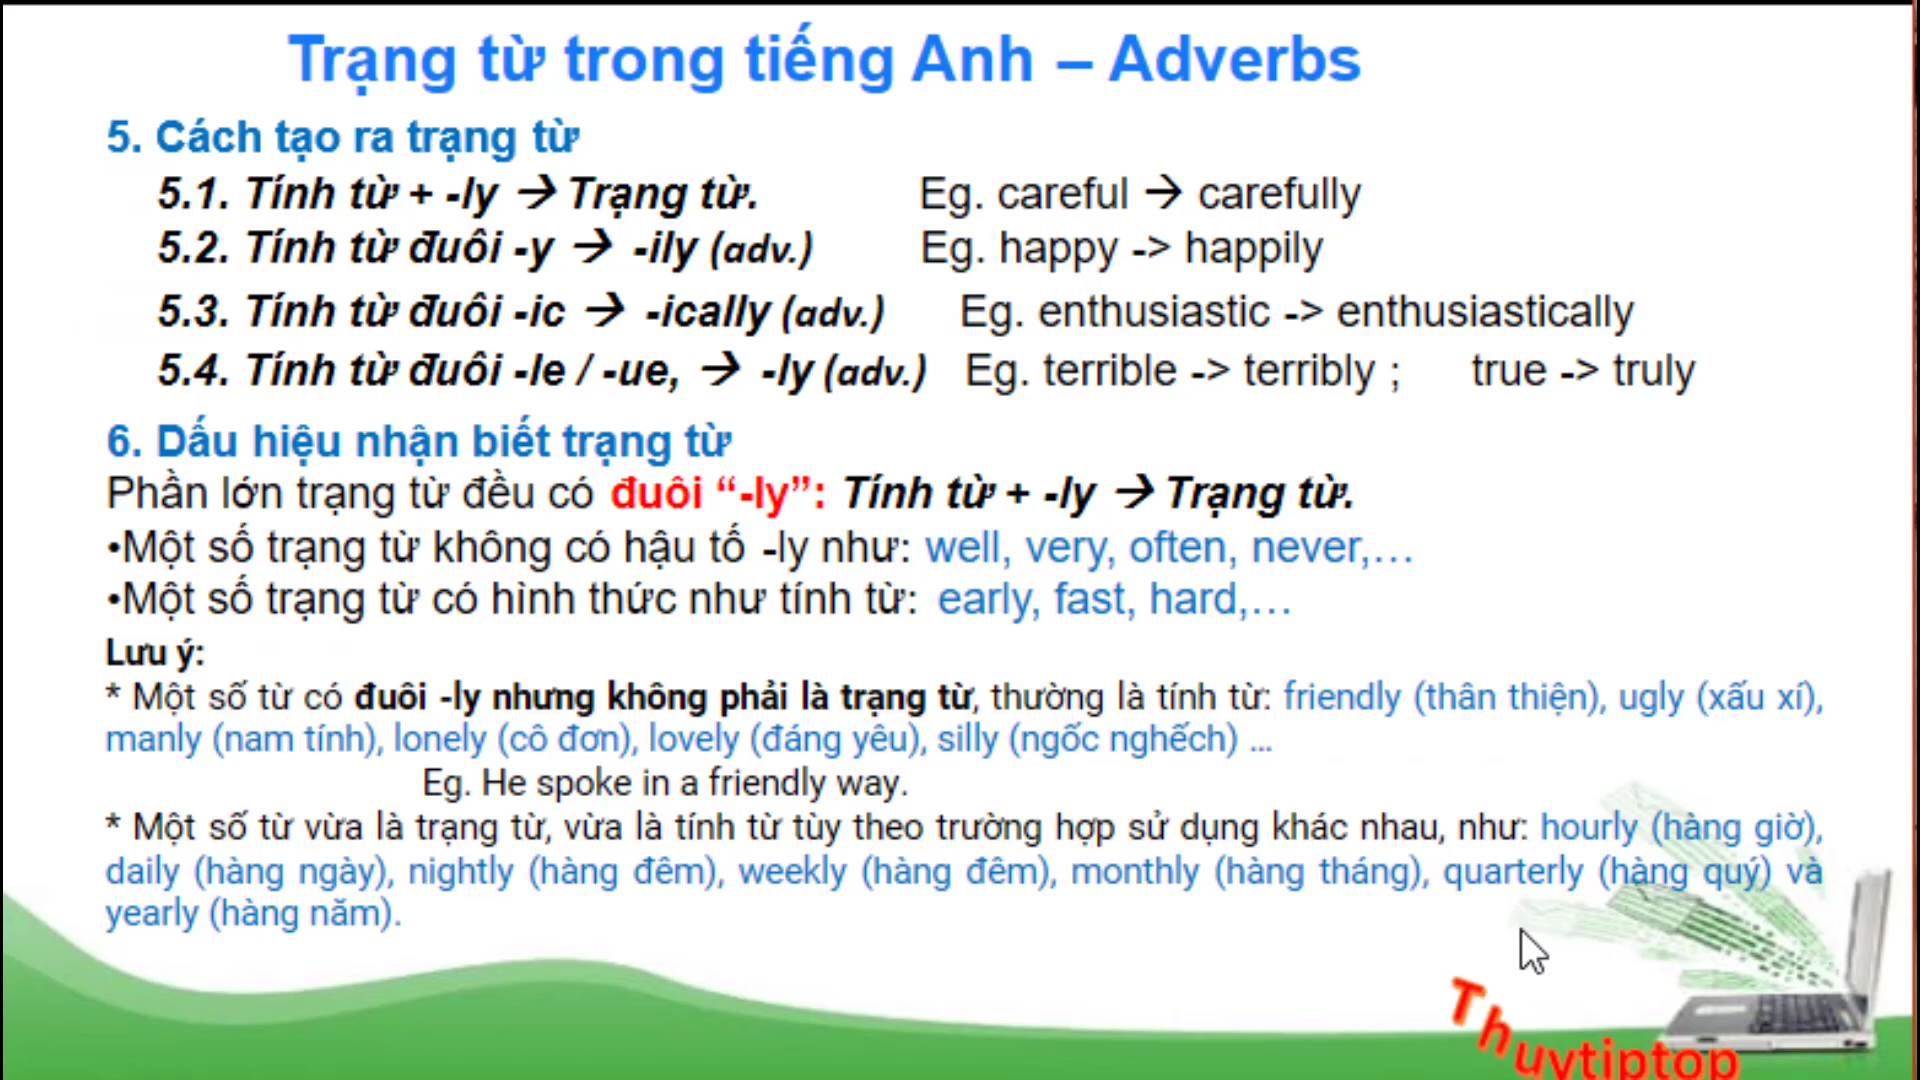 Trạng từ trong tiếng Anh – Adverbs
5. Cách tạo ra trạng từ
5.1. Tính từ + -ly → Trạng từ. Eg. careful → carefully
5.2. Tính từ đuôi -y → -ily (adv.) Eg. happy -> happily
5.3. Tính từ đuôi -ic → -ically (adv.) Eg. enthusiastic -> enthusiastically
5.4. Tính từ đuôi -le / -ue, → -ly (adv.) Eg. terrible -> terribly ; true -> truly
6. Dấu hiệu nhận biết trạng từ
Phần lớn trạng từ đều có đuôi “-ly”: Tính từ + -ly → Trạng từ.
•Một số trạng từ không có hậu tố -ly như: well, very, often, never,…
•Một số trạng từ có hình thức như tính từ: early, fast, hard,…
Lưu ý:
* Một số từ có đuôi -ly nhưng không phải là trạng từ, thường là tính từ: friendly (thân thiện), ugly (xấu xí),
manly (nam tính), lonely (cô đơn), lovely (đáng yêu), silly (ngốc nghếch) ...
Eg. He spoke in a friendly way.
* Một số từ vừa là trạng từ, vừa là tính từ tùy theo trường hợp sử dụng khác nhau, như: hourly (hàng giờ),
daily (hàng ngày), nightly (hàng đêm), weekly (hàng đêm), monthly (hàng tháng), quarterly (hàng quý) và
yearly (hàng năm).
Thuytiptop